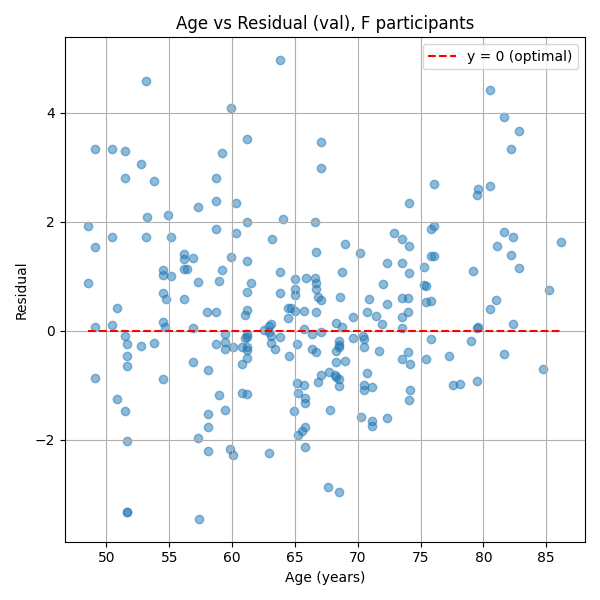 Age vs Residual (val), F participants
y = 0 (optimal)
Residual
4
2
0
−2
50 55 60 65 70 75 80 85
Age (years)